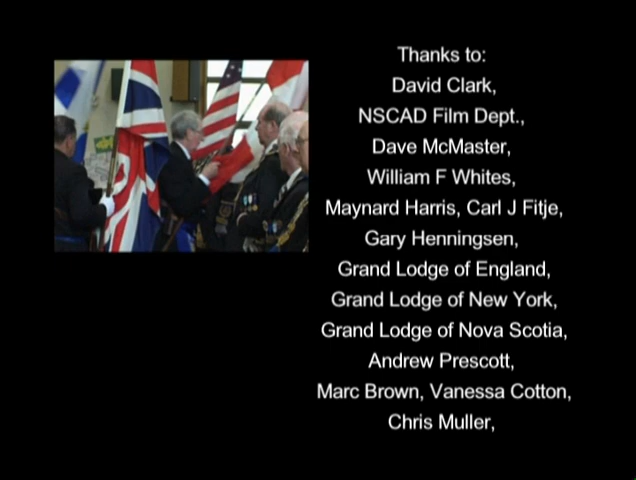 Thanks to:
David Clark,
NSCAD Film Dept.,
Dave McMaster,
William F Whites,
Maynard Harris, Carl J Fitje,
Gary Henningsen,
Grand Lodge of England,
Grand Lodge of New York,
Grand Lodge of Nova Scotia,
Andrew Prescott,
Marc Brown, Vanessa Cotton,
Chris Muller,